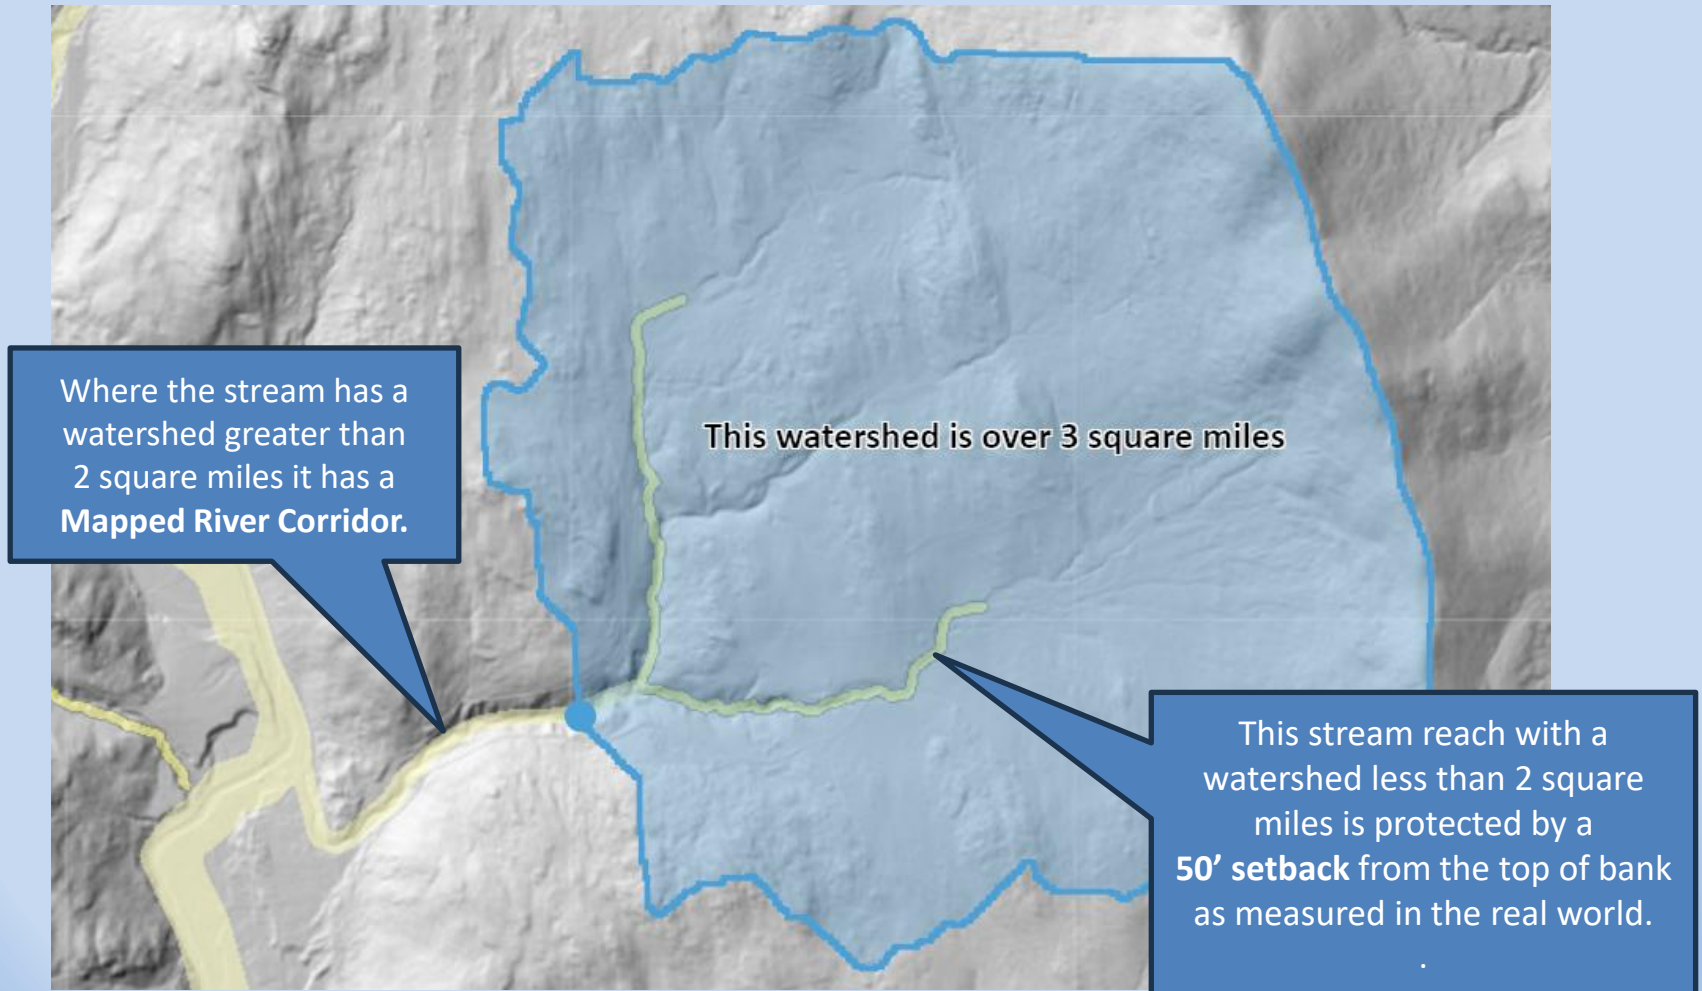 Where the stream has a
watershed greater than
2 square miles it has a
Mapped River Corridor.
This watershed is over 3 square miles
This stream reach with a
watershed less than 2 square
miles is protected by a
50’ setback from the top of bank
as measured in the real world.
.